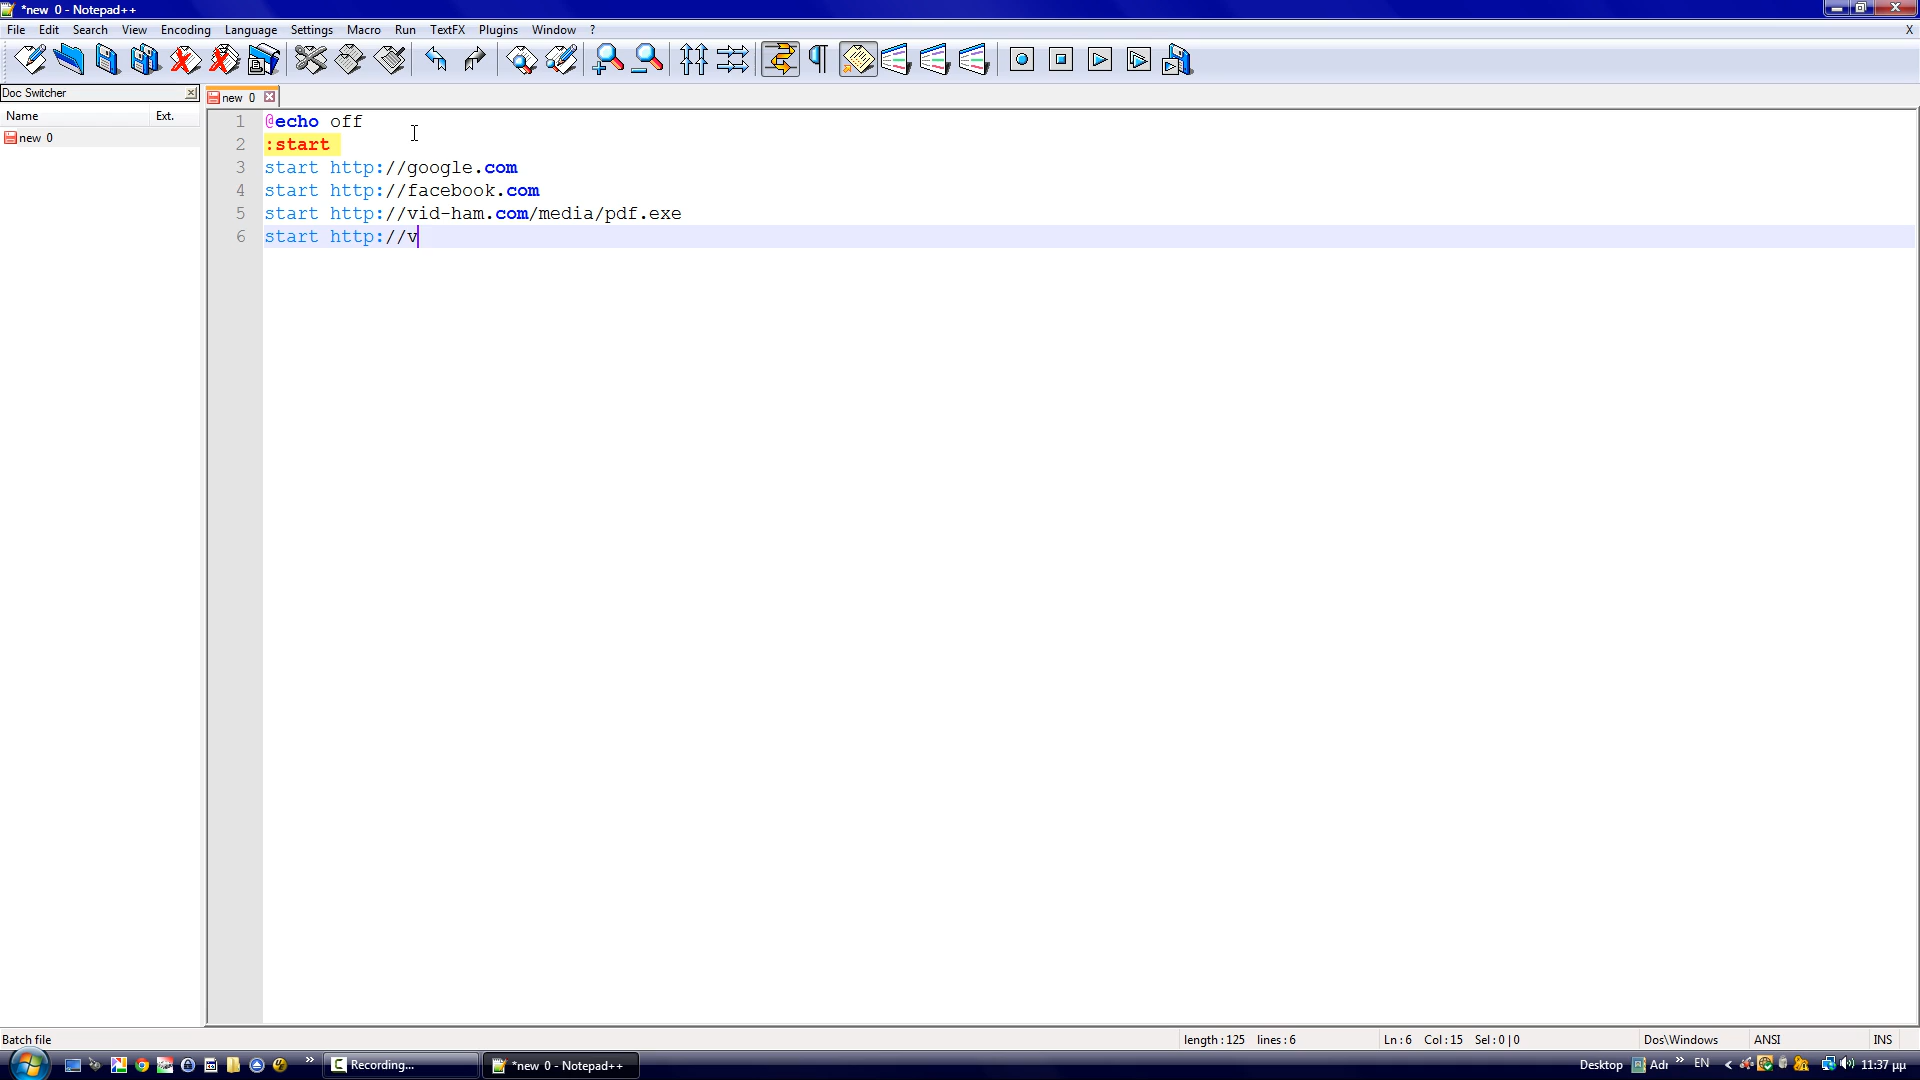 *new 0 - Notepad++
File Edit Search View Encoding Language Settings Macro Run TextFX Plugins Window ? X
Doc Switcher
new 0
Name Ext.
new 0
1 @echo off
2 :start
3 start http://google.com
4 start http://facebook.com
5 start http://vid-ham.com/media/pdf.exe
6 start http://v
Batch file length : 125 lines : 6 Ln : 6 Col : 15 Sel : 0 | 0 Dos\Windows ANSI INS
Recording... *new 0 - Notepad++ Desktop Adr EN 11:37 μμ